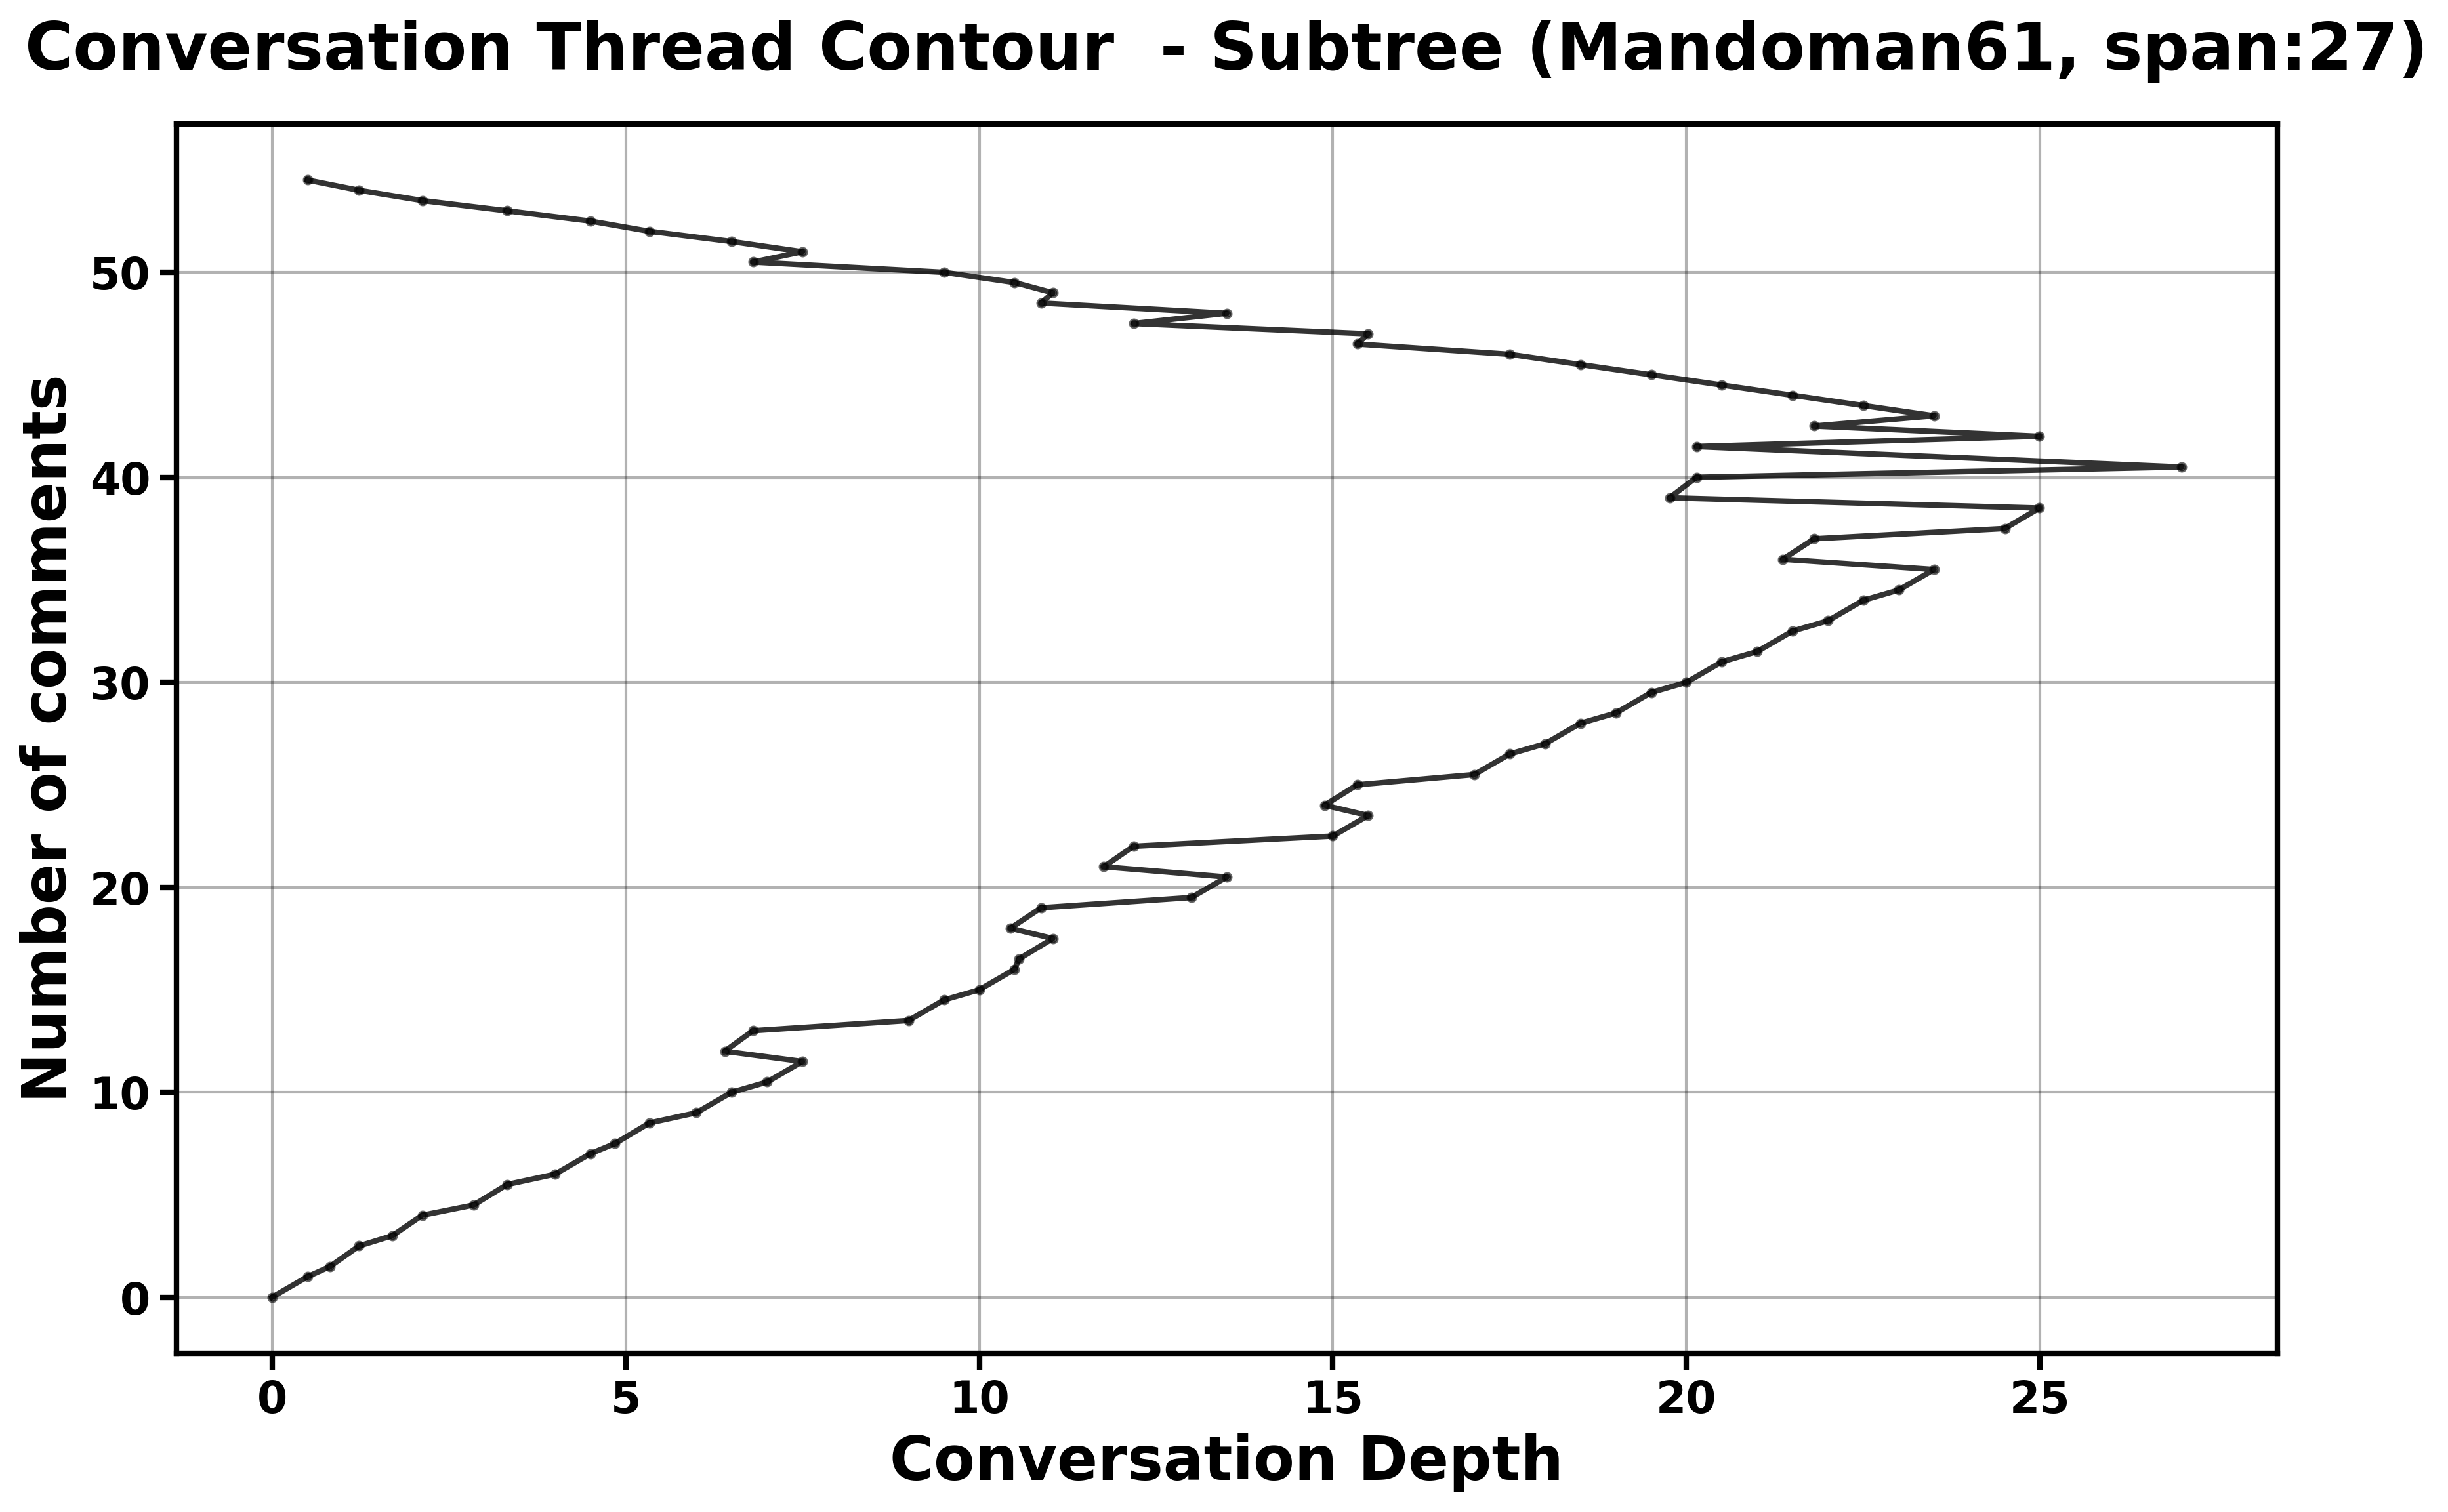 Conversation Thread Contour  - Subtree (Mandoman61, span:27)
Number of comments
50
40
30
20
10
0
0 5 10 15 20 25
Conversation Depth